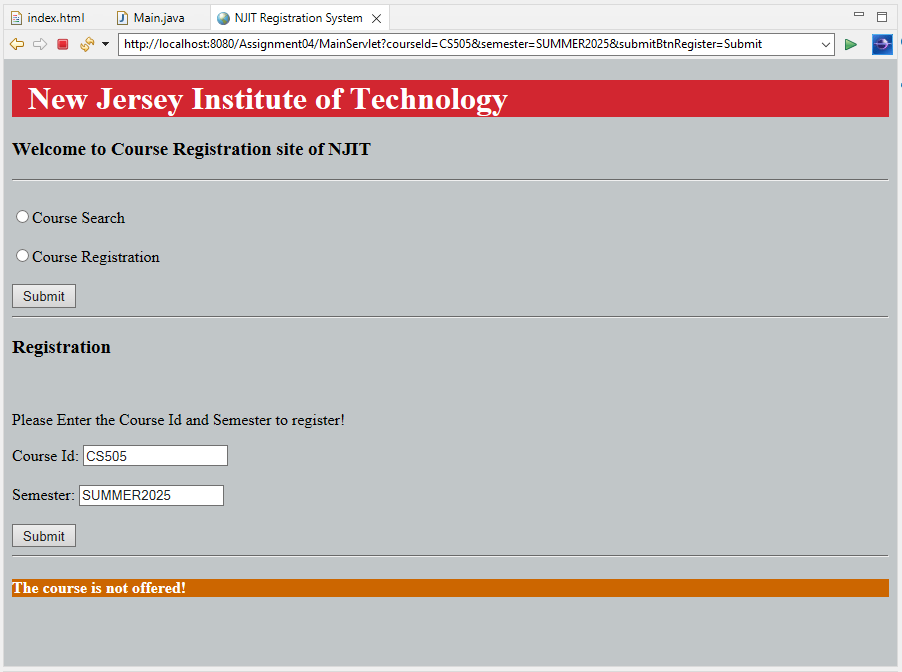 index.html Main.java NJIT Registration System
http://localhost:8080/Assignment04/MainServlet?courseId=CS505&semester=SUMMER2025&submitBtnRegister=Submit
New Jersey Institute of Technology
Welcome to Course Registration site of NJIT
Course Search
Course Registration
Submit
Registration
Please Enter the Course Id and Semester to register!
Course Id: CS505
Semester: SUMMER2025
Submit
The course is not offered!